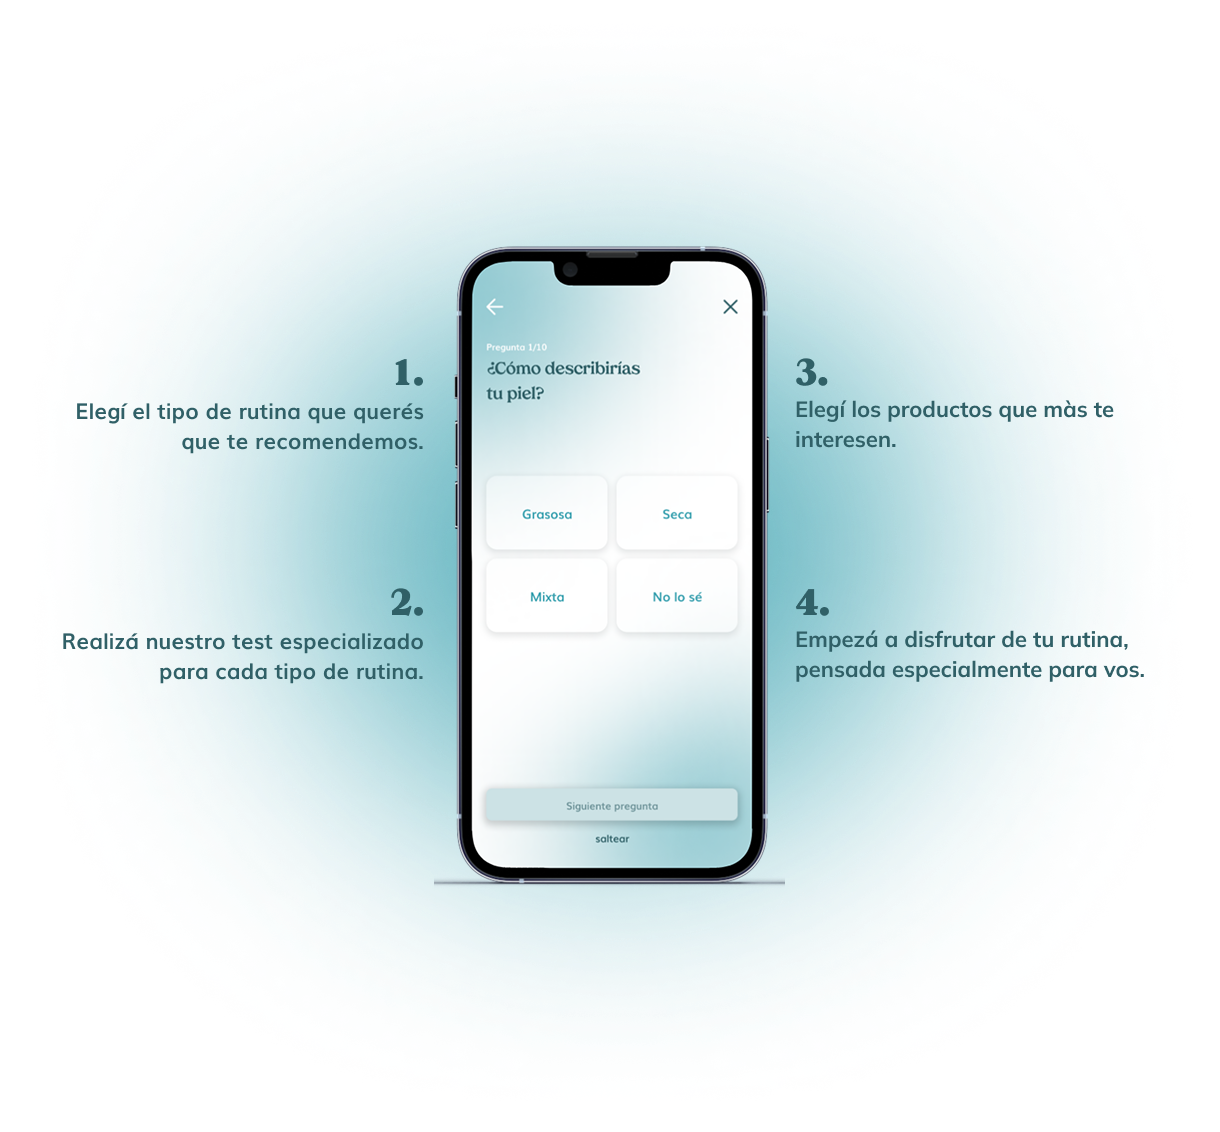 1.
Elegí el tipo de rutina que querés
que te recomendemos.
2.
Realizá nuestro test especializado
para cada tipo de rutina.
Pregunta 1/10
¿Cómo describirías
tu piel?
Grasosa
Seca
Mixta
No lo sé
Siguiente pregunta
saltear
3.
Elegí los productos que màs te
interesen.
4.
Empezá a disfrutar de tu rutina,
pensada especialmente para vos.